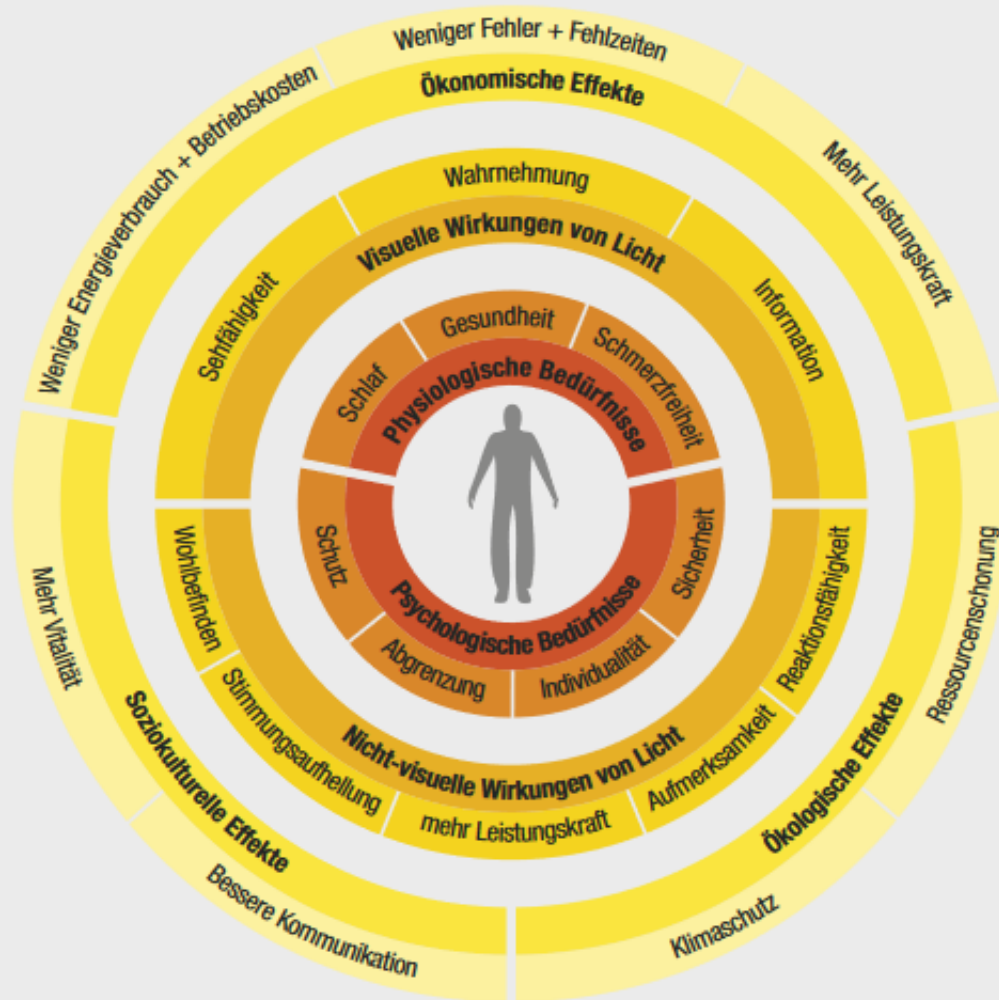 Weniger Fehler + Fehlzeiten
Ökonomische Effekte
Weniger Energieverbrauch + Betriebskosten
Mehr Leistungskraft
Wahrnehmung
Visuelle Wirkungen von Licht
Sehfähigkeit
Information
Gesundheit
Schlaf
Schmerzfreiheit
Physiologische Bedürfnisse
Schutz
Sicherheit
Psychologische Bedürfnisse
Abgrenzung
Individualität
Wohlbefinden
Reaktionsfähigkeit
Stimmungsaufhellung
Nicht-visuelle Wirkungen von Licht
Aufmerksamkeit
mehr Leistungskraft
Mehr Vitalität
Ressourcenschonung
Soziokulturelle Effekte
Ökologische Effekte
Bessere Kommunikation
Klimaschutz